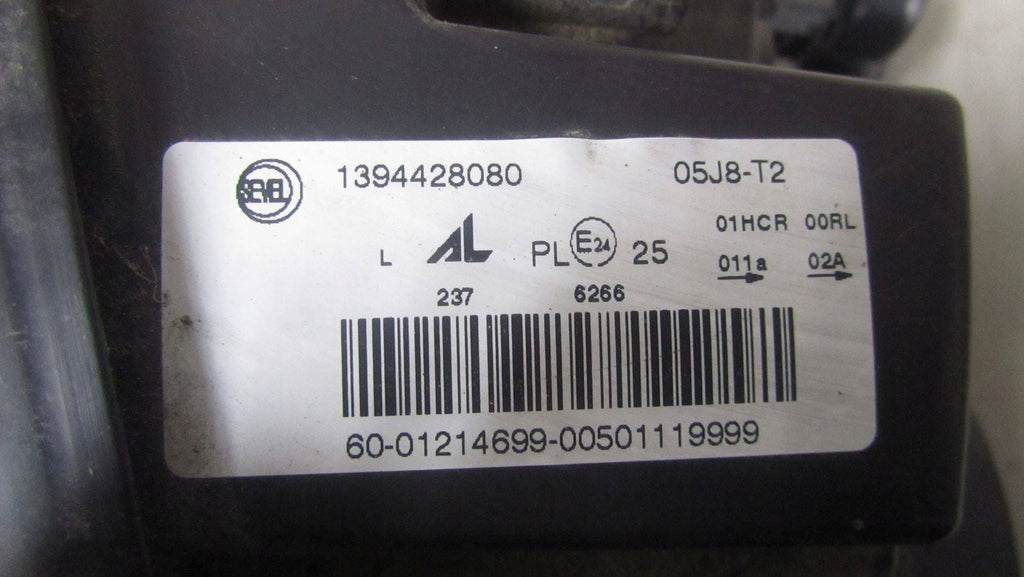 SEVEL 1394428080 05J8-T2
01HCR 00RL
L AL PL E24 25 011a 02A
237 6266
60-01214699-00501119999